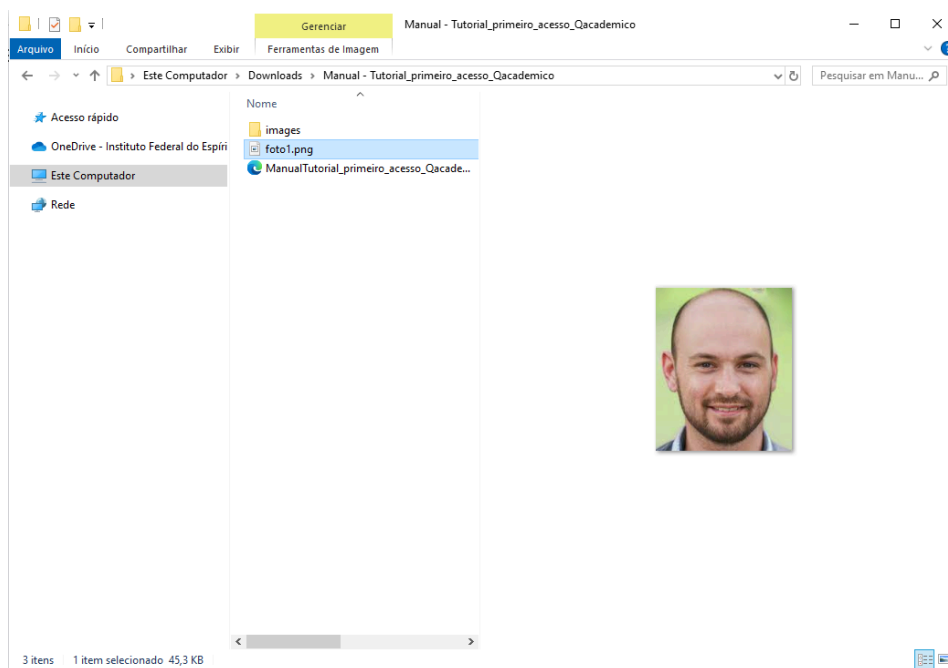 Gerenciar Manual - Tutorial_primeiro_acesso_Qacademico
Arquivo Início Compartilhar Exibir Ferramentas de Imagem
Este Computador > Downloads > Manual - Tutorial_primeiro_acesso_Qacademico Pesquisar em Manu...
Nome
Acesso rápido
images
OneDrive - Instituto Federal do Espíri
foto1.png
ManualTutorial_primeiro_acesso_Qacade...
Este Computador
Rede
3 itens 1 item selecionado 45,3 KB